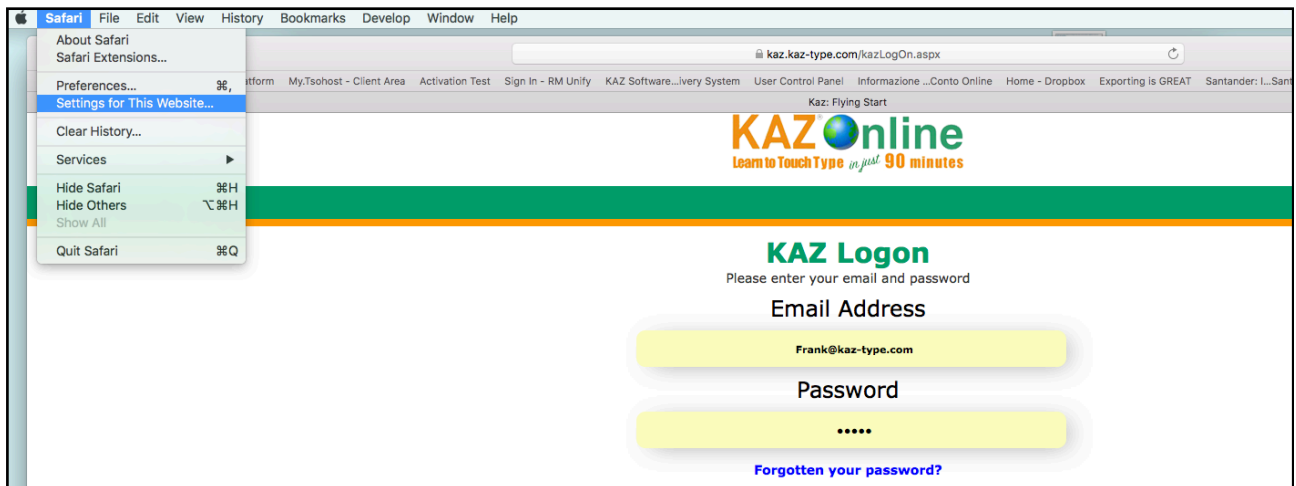 Safari File Edit View History Bookmarks Develop Window Help
About Safari
Safari Extensions...
Preferences... ⌘,
Settings for This Website...
Clear History...
Services ▶
Hide Safari ⌘H
Hide Others ⌥⌘H
Show All
Quit Safari ⌘Q
kaz.kaz-type.com/kazLogOn.aspx
My.Tsohost - Client Area Activation Test Sign In - RM Unify KAZ Software...ivery System User Control Panel Informazione ...Conto Online Home - Dropbox Exporting is GREAT Santander: I...Sant
Kaz: Flying Start
KAZ Online
Learn to Touch Type in just 90 minutes
KAZ Logon
Please enter your email and password
Email Address
Frank@kaz-type.com
Password
•••••
Forgotten your password?